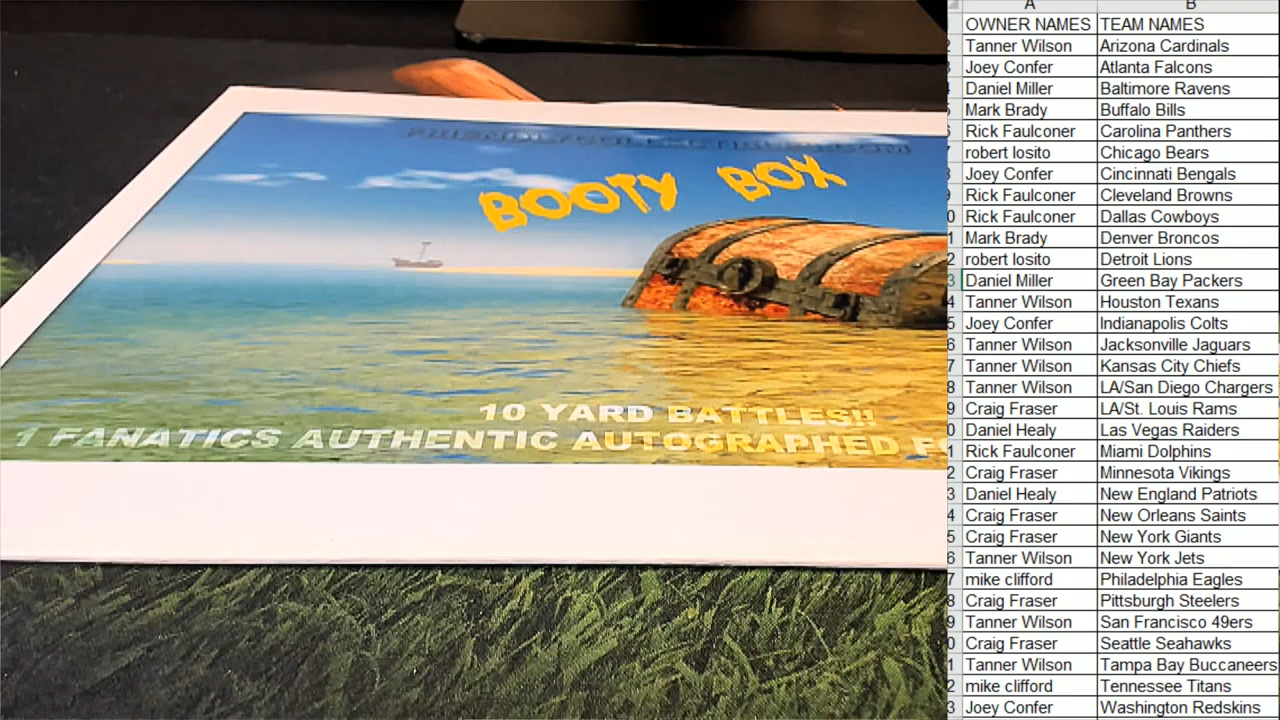 BOOTY BOX
10 YARD BATTLES!!
1 FANATICS AUTHENTIC AUTOGRAPHED
A B
OWNER NAMES TEAM NAMES
Tanner Wilson Arizona Cardinals
Joey Confer Atlanta Falcons
Daniel Miller Baltimore Ravens
Mark Brady Buffalo Bills
Rick Faulconer Carolina Panthers
robert losito Chicago Bears
Joey Confer Cincinnati Bengals
Rick Faulconer Cleveland Browns
Rick Faulconer Dallas Cowboys
Mark Brady Denver Broncos
robert losito Detroit Lions
Daniel Miller Green Bay Packers
Tanner Wilson Houston Texans
Joey Confer Indianapolis Colts
Tanner Wilson Jacksonville Jaguars
Tanner Wilson Kansas City Chiefs
Tanner Wilson LA/San Diego Chargers
Craig Fraser LA/St. Louis Rams
Daniel Healy Las Vegas Raiders
Rick Faulconer Miami Dolphins
Craig Fraser Minnesota Vikings
Daniel Healy New England Patriots
Craig Fraser New Orleans Saints
Craig Fraser New York Giants
Tanner Wilson New York Jets
mike clifford Philadelphia Eagles
Craig Fraser Pittsburgh Steelers
Tanner Wilson San Francisco 49ers
Craig Fraser Seattle Seahawks
Tanner Wilson Tampa Bay Buccaneers
mike clifford Tennessee Titans
Joey Confer Washington Redskins